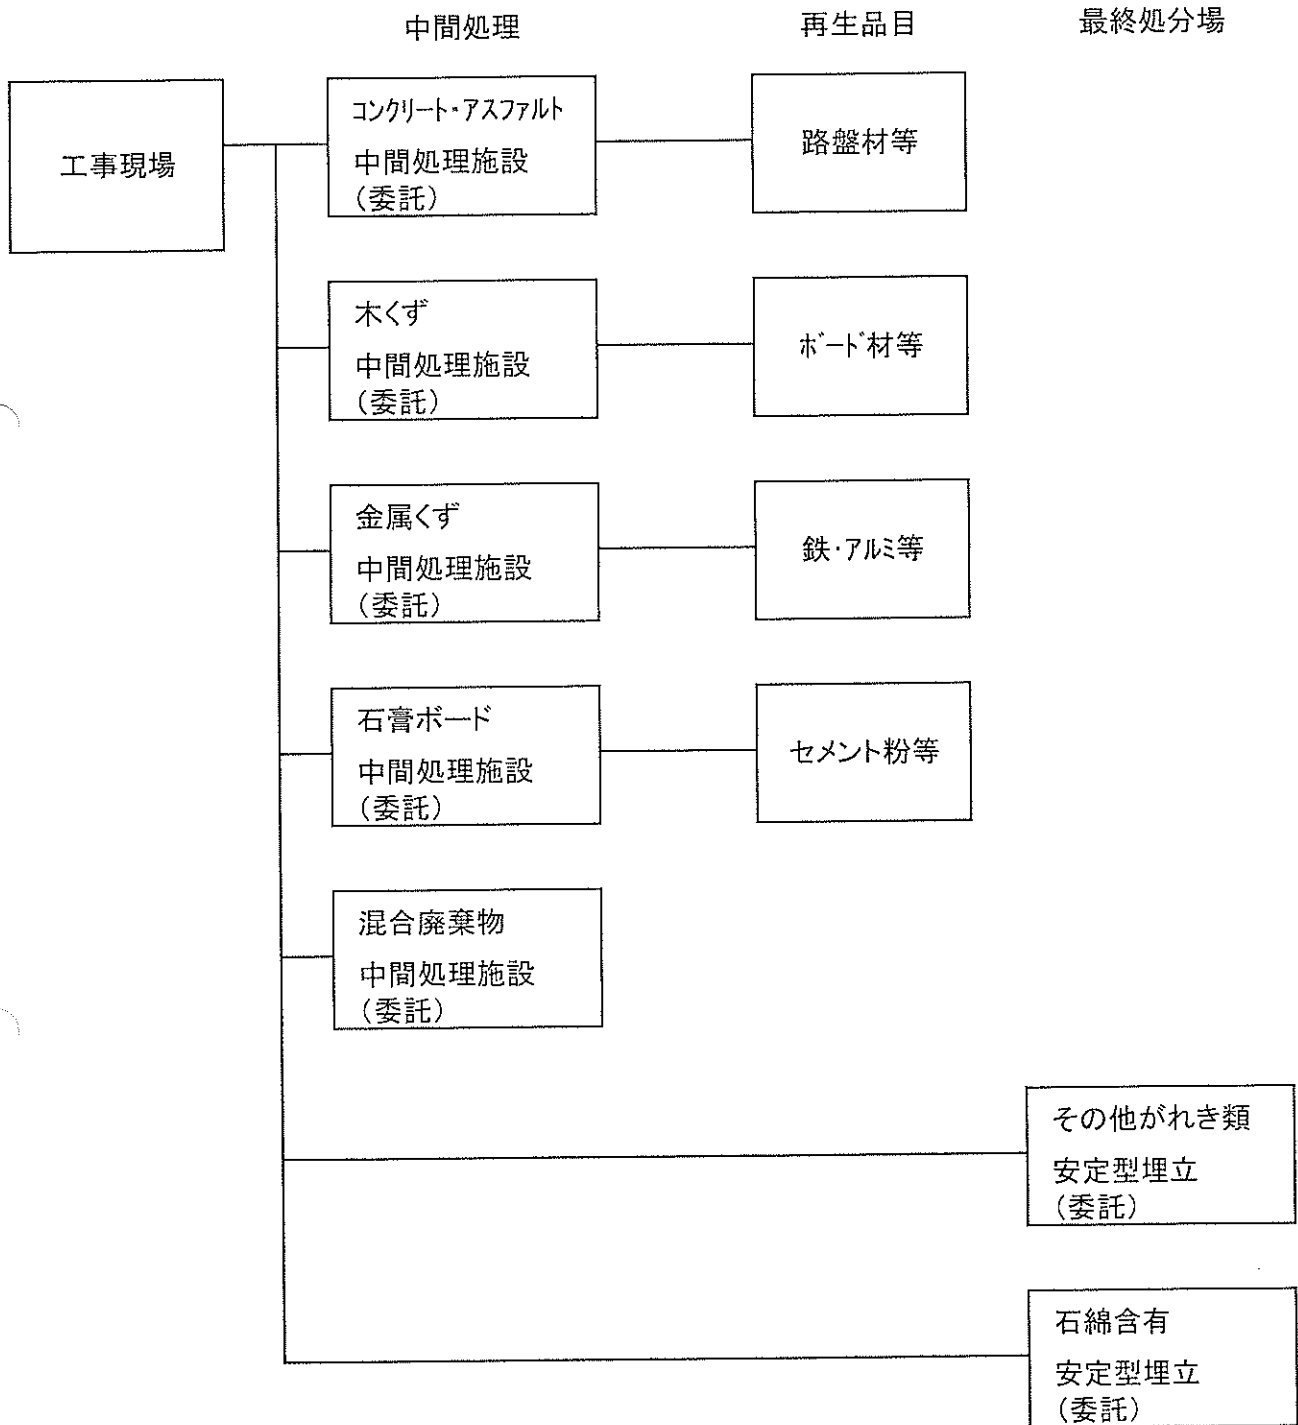 中間処理
再生品目
最終処分場
工事現場
コンクリート・アスファルト
中間処理施設
(委託)
路盤材等
木くず
中間処理施設
(委託)
ボード材等
金属くず
中間処理施設
(委託)
鉄・アルミ等
石膏ボード
中間処理施設
(委託)
セメント粉等
混合廃棄物
中間処理施設
(委託)
その他がれき類
安定型埋立
(委託)
石綿含有
安定型埋立
(委託)